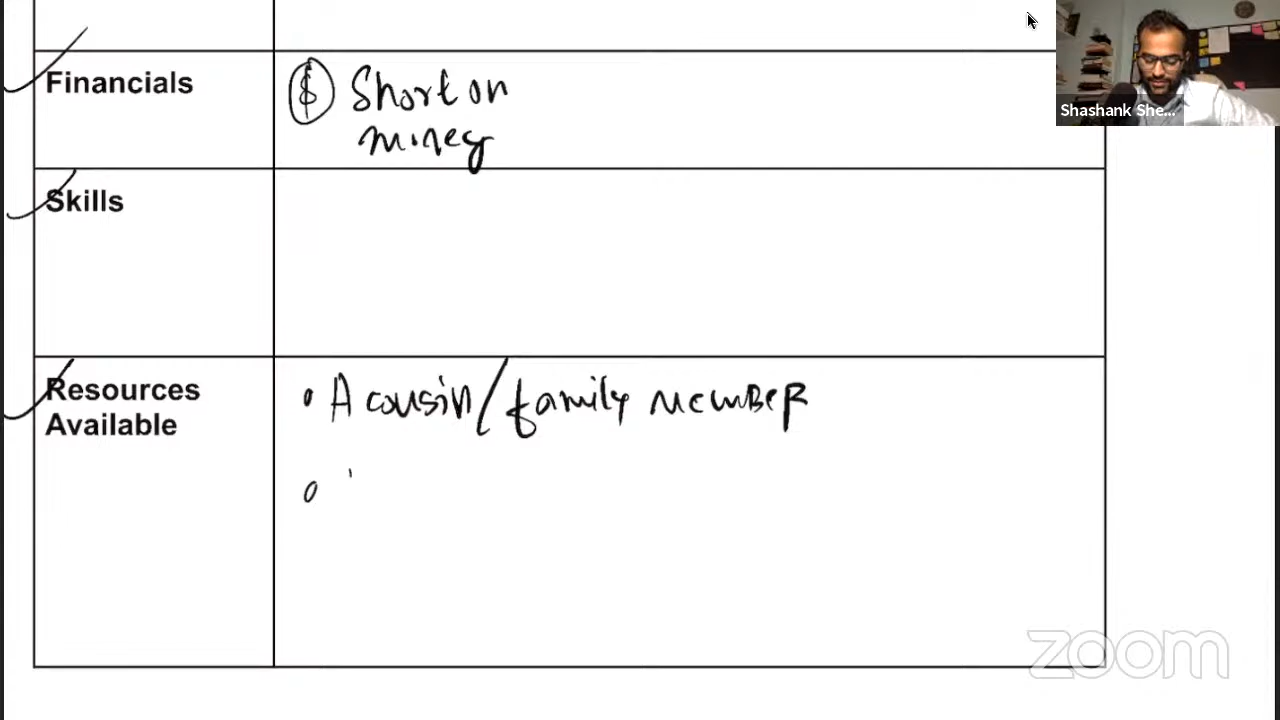 Shashank She...
Financials
$ Short on
money
Skills
Resources
Available
• A cousin/family member
zoom